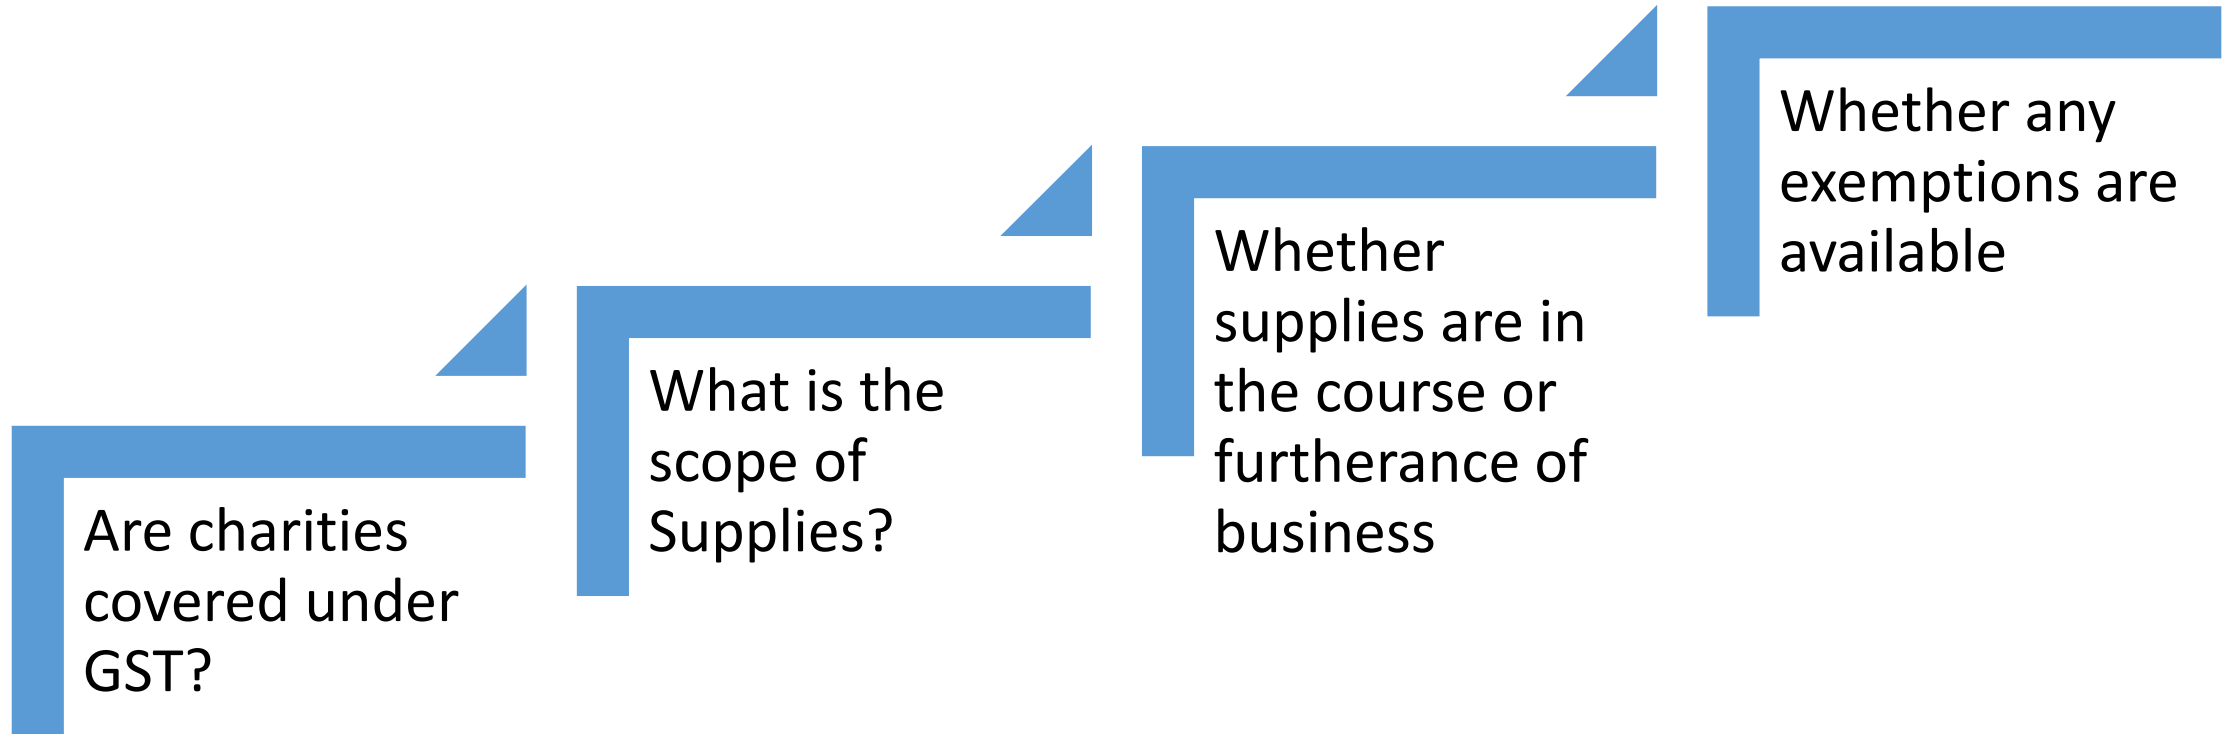 Are charities
covered under
GST?
What is the
scope of
Supplies?
Whether
supplies are in
the course or
furtherance of
business
Whether any
exemptions are
available